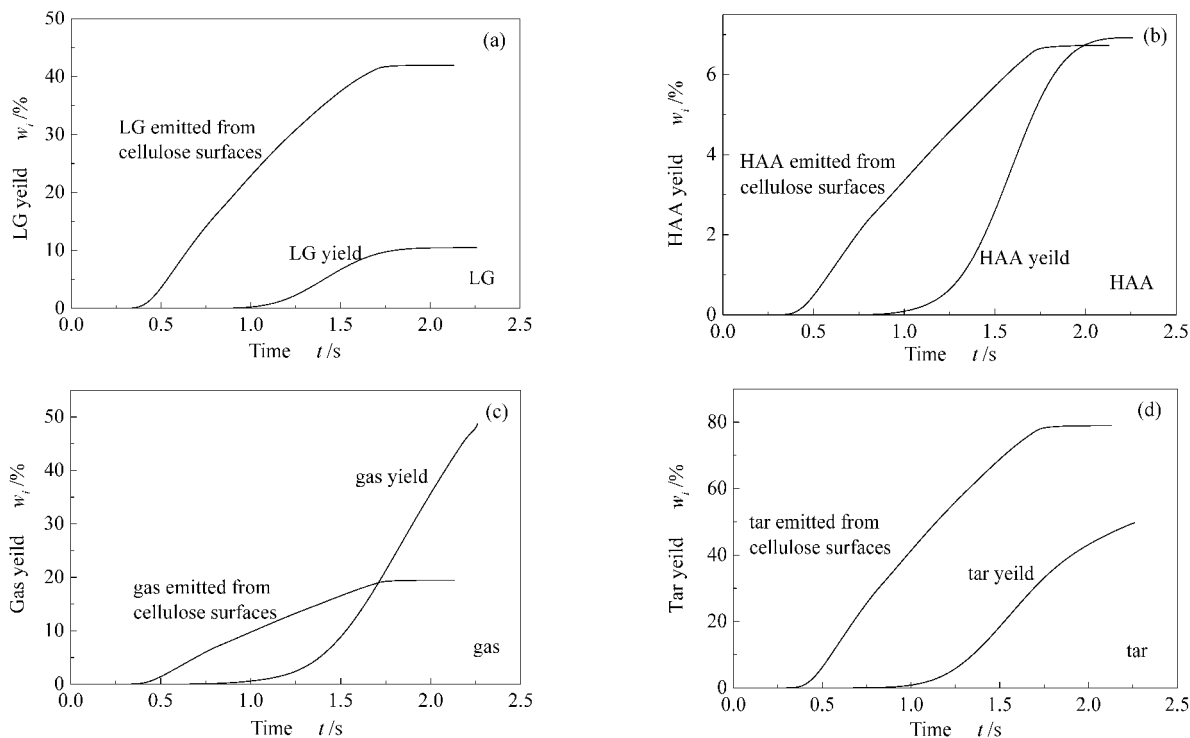 (a)
50
40
30
20
10
0
LG yeild w_i /%
LG emitted from
cellulose surfaces
LG yield
LG
0.0 0.5 1.0 1.5 2.0 2.5
Time t /s
(b)
6
4
2
0
HAA yeild w_i /%
HAA emitted from
cellulose surfaces
HAA yeild
HAA
0.0 0.5 1.0 1.5 2.0 2.5
Time t /s
(c)
50
40
30
20
10
0
Gas yeild w_i /%
gas yield
gas emitted from
cellulose surfaces
gas
0.0 0.5 1.0 1.5 2.0 2.5
Time t /s
(d)
80
60
40
20
0
Tar yeild w_i /%
tar emitted from
cellulose surfaces
tar yeild
tar
0.0 0.5 1.0 1.5 2.0 2.5
Time t /s